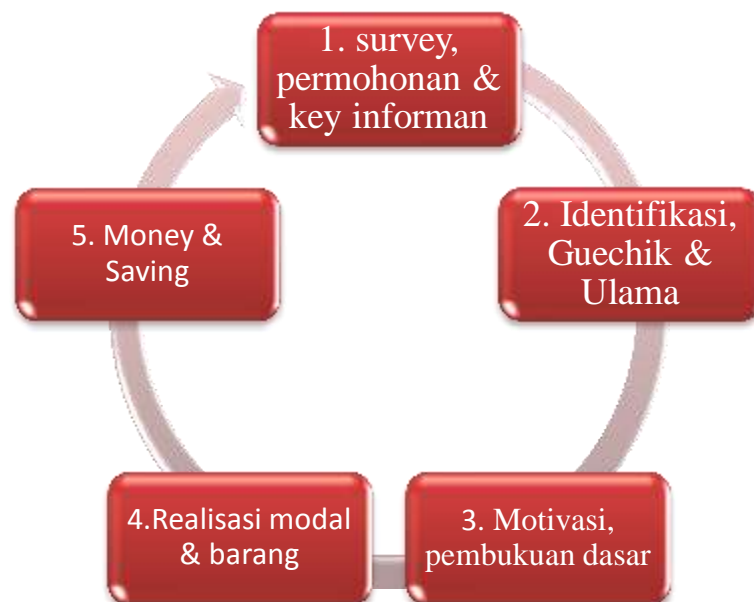 1. survey,
permohonan &
key informan
2. Identifikasi,
Guechik &
Ulama
3. Motivasi,
pembukuan dasar
4.Realisasi modal
& barang
5. Money &
Saving